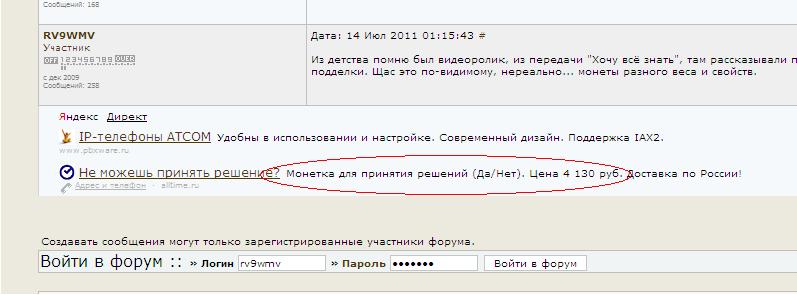 Сообщений: 168
RV9WMV
Дата: 14 Июл 2011 01:15:43 #
Участник
OFF 123456789 OVER
с дек 2009
Сообщений: 258
Из детства помню был видеоролик, из передачи "Хочу всё знать", там рассказывали п
подделки. Щас это по-видимому, нереально... монеты разного веса и свойств.
Яндекс Директ
IP-телефоны ATCOM Удобны в использовании и настройке. Современный дизайн. Поддержка IAX2.
www.pbxware.ru
Не можешь принять решение? Монетка для принятия решений (Да/Нет). Цена 4 130 руб. Доставка по России!
Адрес и телефон · alltime.ru
Создавать сообщения могут только зарегистрированные участники форума.
Войти в форум :: » Логин rv9wmv » Пароль ••••••• Войти в форум